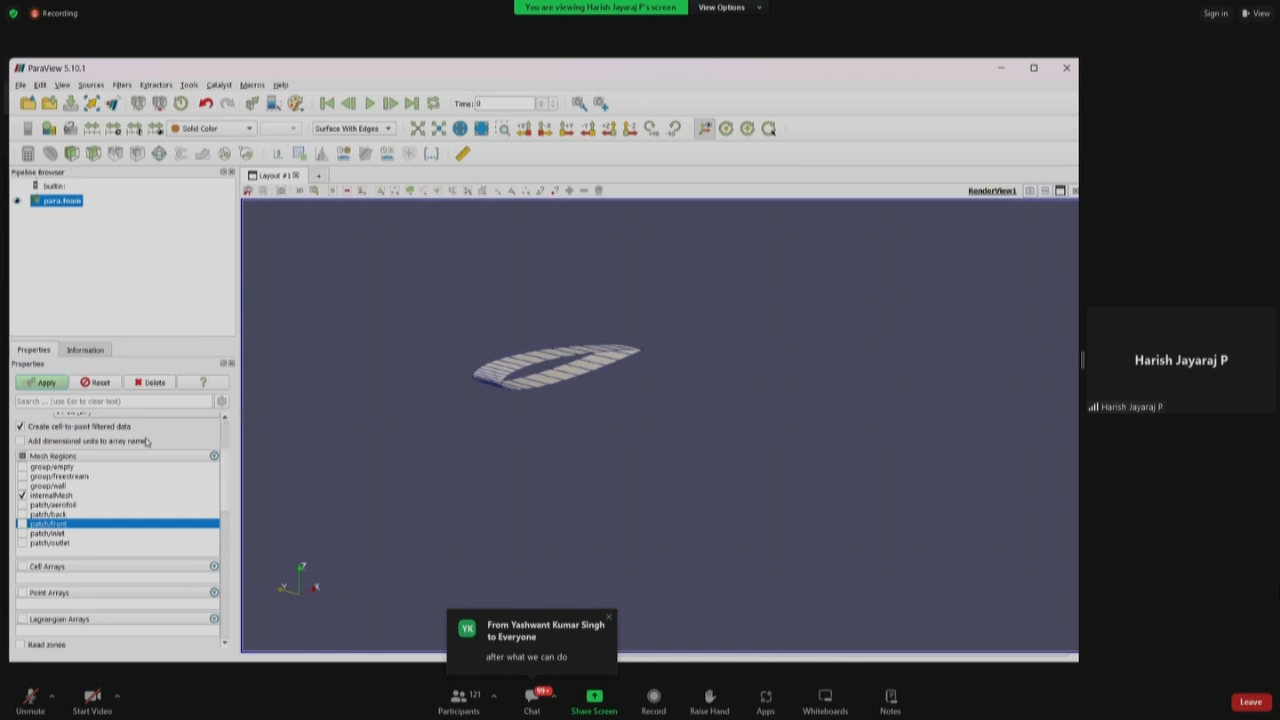 Recording
You are viewing Harish Jayaraj P's screen
View Options
Sign in
View
ParaView 5.10.1
File Edit View Sources Filters Extractors Tools Catalyst Macros Help
Time: 0
0
Solid Color
Surface With Edges
Pipeline Browser
builtin:
para.foam
Layout #1
+
RenderView1
Properties
Information
Properties
Apply
Reset
Delete
?
Search ... (use Esc to clear text)
Create cell-to-point filtered data
Add dimensional units to array names
Mesh Regions
group/empty
group/freestream
group/wall
internalMesh
patch/aerofoil
patch/back
patch/front
patch/inlet
patch/outlet
Cell Arrays
Point Arrays
Lagrangian Arrays
Read zones
Z
Y
X
Harish Jayaraj P
Harish Jayaraj P
YK
From Yashwant Kumar Singh
to Everyone
after what we can do
Unmute
Start Video
121
Participants
99+
Chat
Share Screen
Record
Raise Hand
Apps
Whiteboards
Notes
Leave